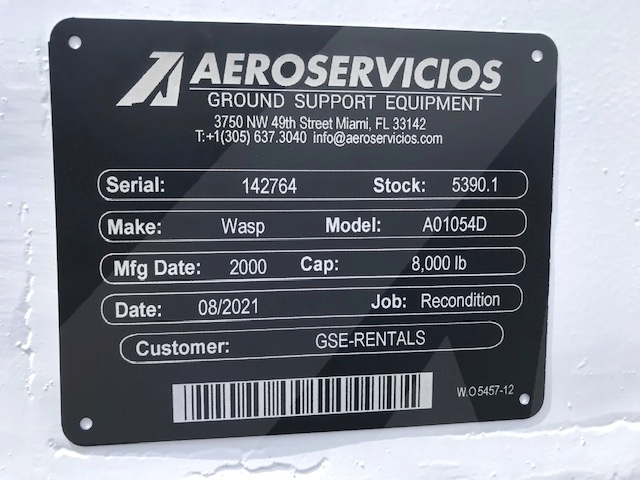 AEROSERVICIOS
GROUND SUPPORT EQUIPMENT
3750 NW 49th Street Miami, FL 33142
T:+1(305) 637.3040 info@aeroservicios.com
Serial: 142764 Stock: 5390.1
Make: Wasp Model: A01054D
Mfg Date: 2000 Cap: 8,000 lb
Date: 08/2021 Job: Recondition
Customer: GSE-RENTALS
W.O 5457-12